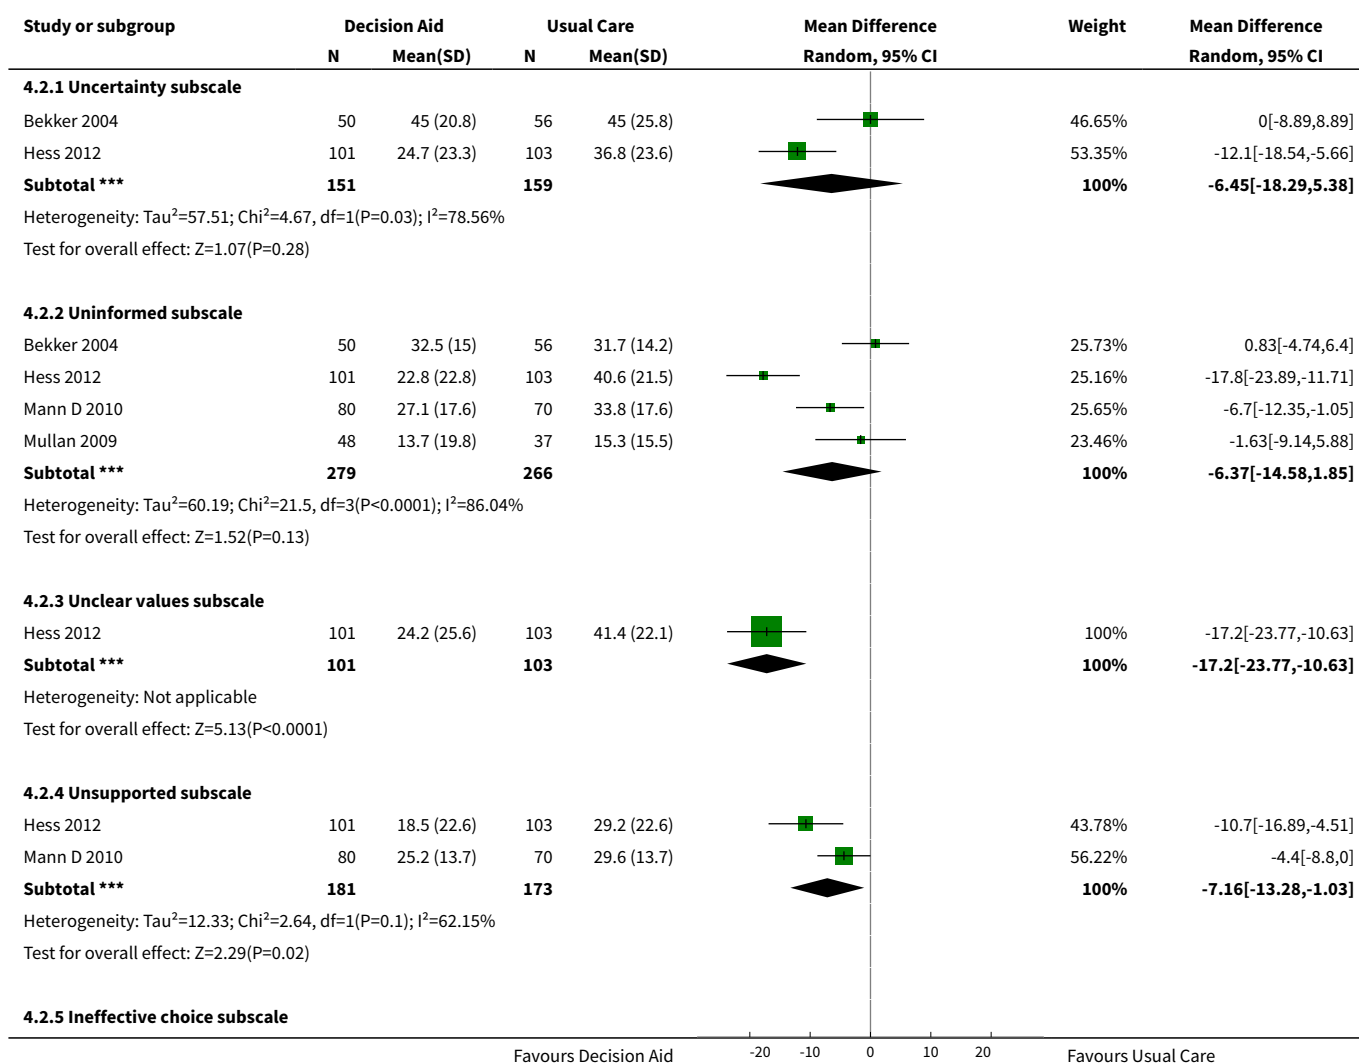 Study or subgroup Decision Aid Usual Care Mean Difference Weight Mean Difference
N Mean(SD) N Mean(SD) Random, 95% CI Random, 95% CI
4.2.1 Uncertainty subscale
Bekker 2004 50 45 (20.8) 56 45 (25.8) 46.65% 0[-8.89,8.89]
Hess 2012 101 24.7 (23.3) 103 36.8 (23.6) 53.35% -12.1[-18.54,-5.66]
Subtotal *** 151 159 100% -6.45[-18.29,5.38]
Heterogeneity: Tau²=57.51; Chi²=4.67, df=1(P=0.03); I²=78.56%
Test for overall effect: Z=1.07(P=0.28)
4.2.2 Uninformed subscale
Bekker 2004 50 32.5 (15) 56 31.7 (14.2) 25.73% 0.83[-4.74,6.4]
Hess 2012 101 22.8 (22.8) 103 40.6 (21.5) 25.16% -17.8[-23.89,-11.71]
Mann D 2010 80 27.1 (17.6) 70 33.8 (17.6) 25.65% -6.7[-12.35,-1.05]
Mullan 2009 48 13.7 (19.8) 37 15.3 (15.5) 23.46% -1.63[-9.14,5.88]
Subtotal *** 279 266 100% -6.37[-14.58,1.85]
Heterogeneity: Tau²=60.19; Chi²=21.5, df=3(P<0.0001); I²=86.04%
Test for overall effect: Z=1.52(P=0.13)
4.2.3 Unclear values subscale
Hess 2012 101 24.2 (25.6) 103 41.4 (22.1) 100% -17.2[-23.77,-10.63]
Subtotal *** 101 103 100% -17.2[-23.77,-10.63]
Heterogeneity: Not applicable
Test for overall effect: Z=5.13(P<0.0001)
4.2.4 Unsupported subscale
Hess 2012 101 18.5 (22.6) 103 29.2 (22.6) 43.78% -10.7[-16.89,-4.51]
Mann D 2010 80 25.2 (13.7) 70 29.6 (13.7) 56.22% -4.4[-8.8,0]
Subtotal *** 181 173 100% -7.16[-13.28,-1.03]
Heterogeneity: Tau²=12.33; Chi²=2.64, df=1(P=0.1); I²=62.15%
Test for overall effect: Z=2.29(P=0.02)
4.2.5 Ineffective choice subscale
Favours Decision Aid -20 -10 0 10 20 Favours Usual Care